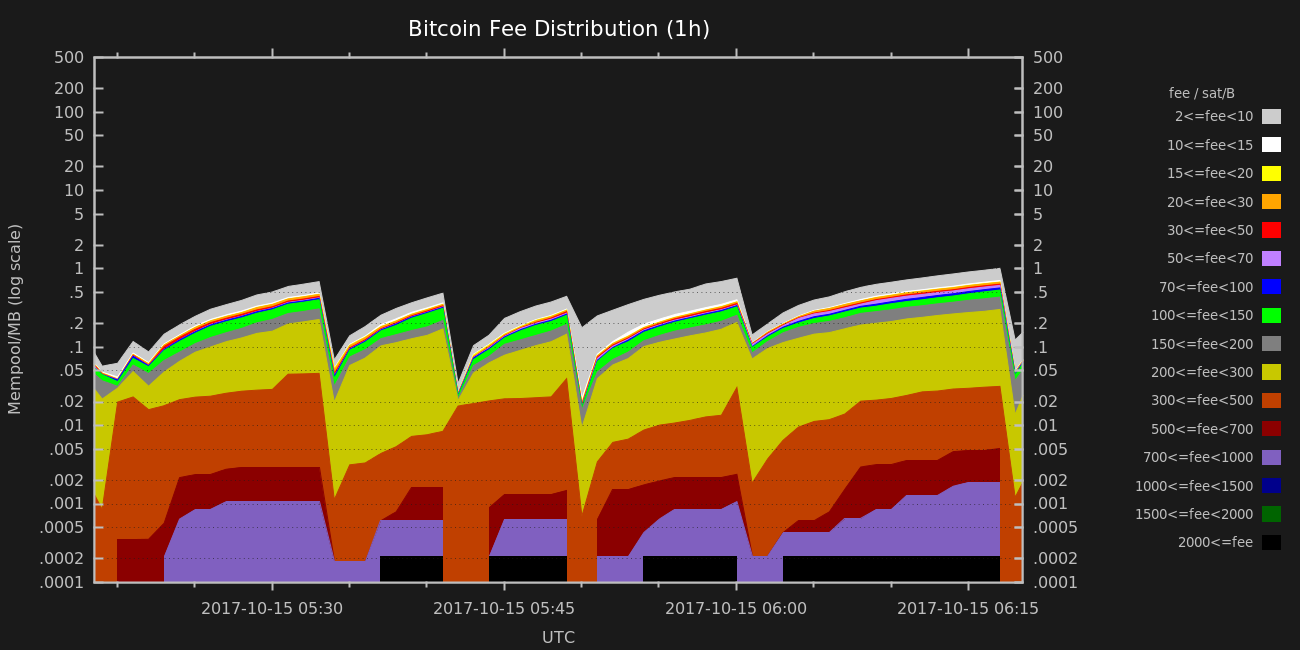 Bitcoin Fee Distribution (1h)
Mempool/MB (log scale)
500
200
100
50
20
10
5
2
1
.5
.2
.1
.05
.02
.01
.005
.002
.001
.0005
.0002
.0001
500
200
100
50
20
10
5
2
1
.5
.2
.1
.05
.02
.01
.005
.002
.001
.0005
.0002
.0001
2017-10-15 05:30
2017-10-15 05:45
2017-10-15 06:00
2017-10-15 06:15
UTC
fee / sat/B
2<=fee<10
10<=fee<15
15<=fee<20
20<=fee<30
30<=fee<50
50<=fee<70
70<=fee<100
100<=fee<150
150<=fee<200
200<=fee<300
300<=fee<500
500<=fee<700
700<=fee<1000
1000<=fee<1500
1500<=fee<2000
2000<=fee